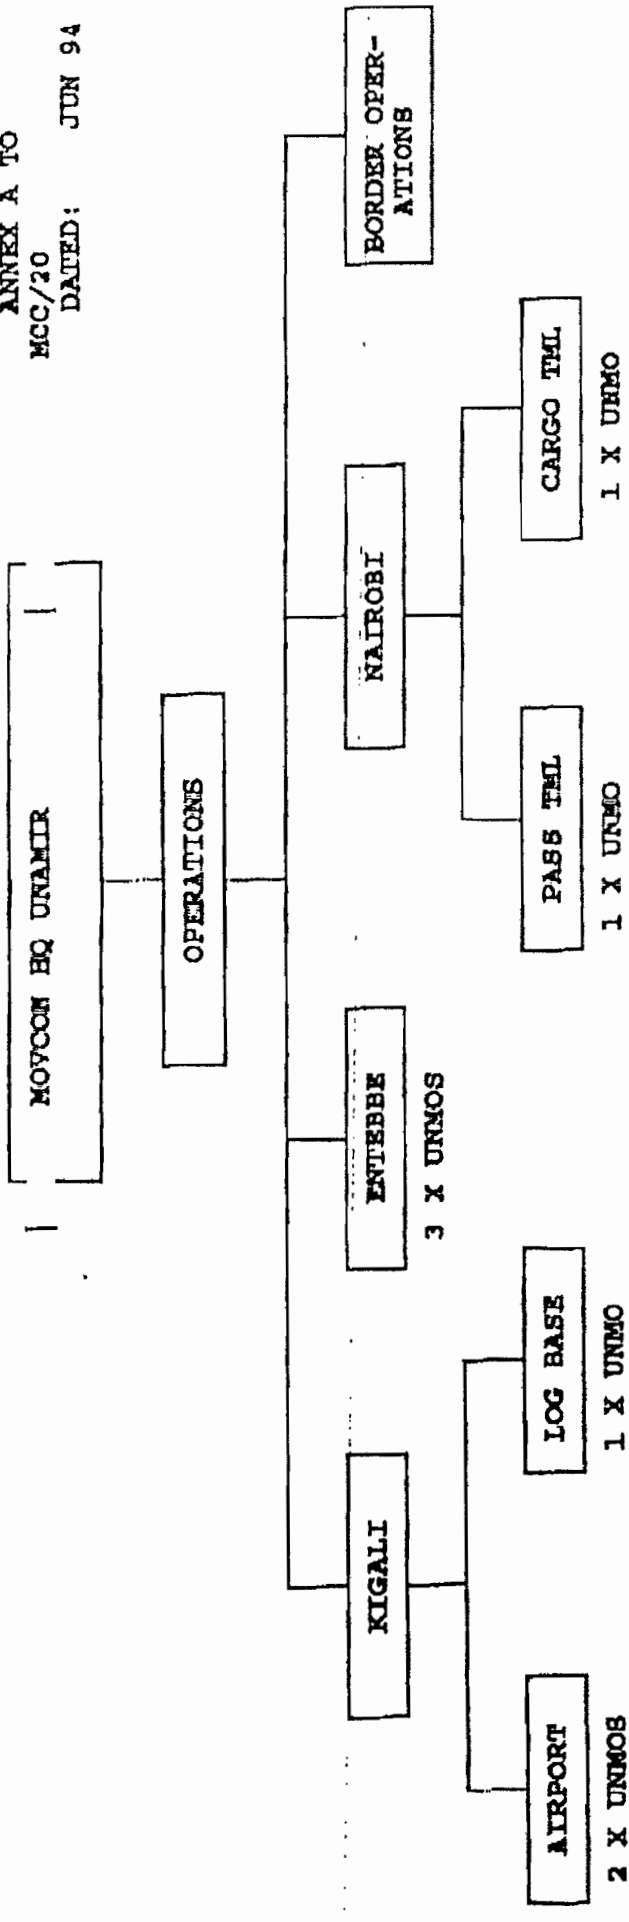 ANNEX A TO
MCC/20
DATED: JUN 94
MOVCON HQ UNAMIR
OPERATIONS
KIGALI
ENTEBBE
NAIROBI
BORDER OPER-
ATIONS
3 X UNMOS
AIRPORT
LOG BASE
PASS TML
CARGO TML
2 X UNMOS
1 X UNMO
1 X UNMO
1 X UNMO